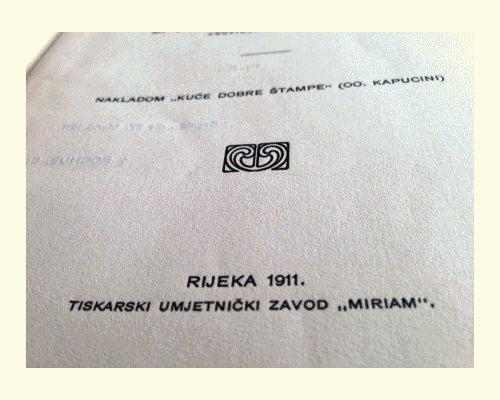 NAKLADOM „KUĆE DOBRE ŠTAMPE“ (OO. KAPUCINI)
RIJEKA 1911.
TISKARSKI UMJETNIČKI ZAVOD „MIRIAM“.